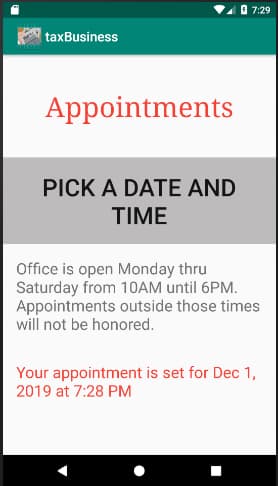 7:29
taxBusiness
Appointments
PICK A DATE AND
TIME
Office is open Monday thru
Saturday from 10AM until 6PM.
Appointments outside those times
will not be honored.
Your appointment is set for Dec 1,
2019 at 7:28 PM